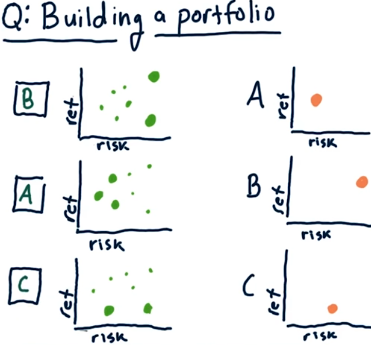 Q: Building a portfolio
B
ret
risk
A
ret
risk
A
ret
risk
B
ret
risk
C
ret
risk
C
ret
risk